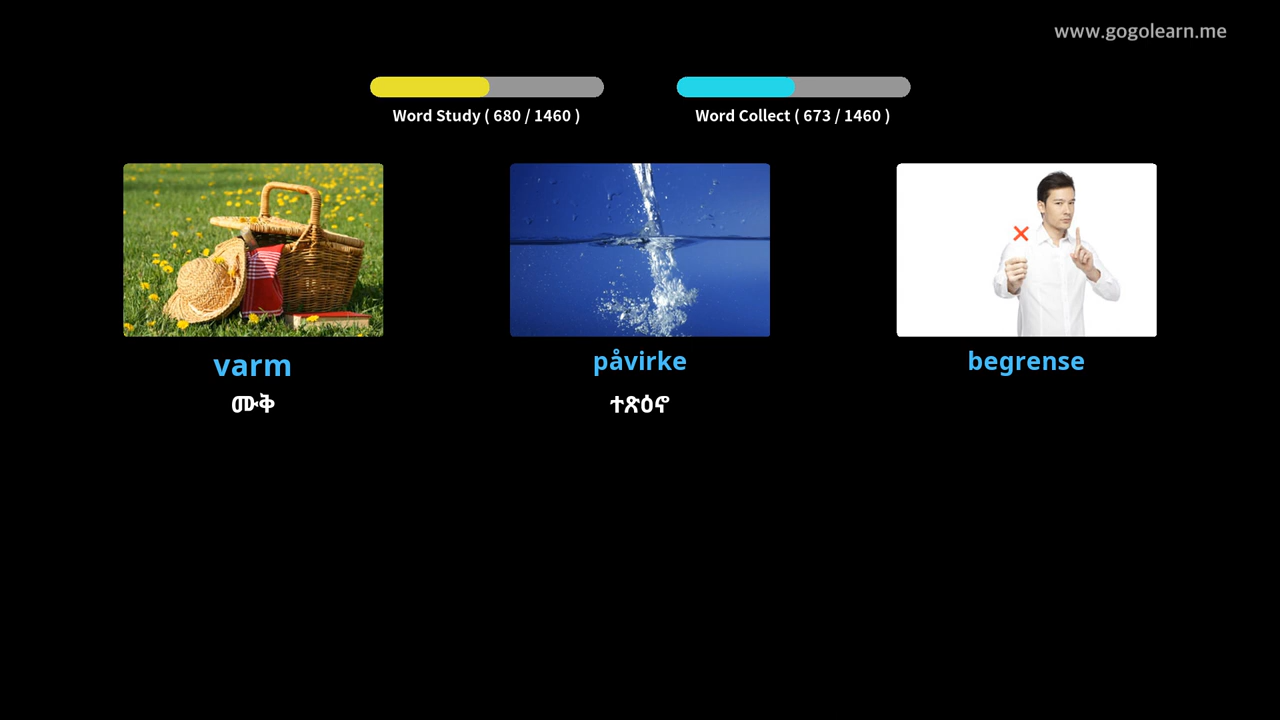 www.gogolearn.me
Word Study ( 680 / 1460 )
Word Collect ( 673 / 1460 )
varm
ሙቅ
påvirke
ተጽዕኖ
begrense